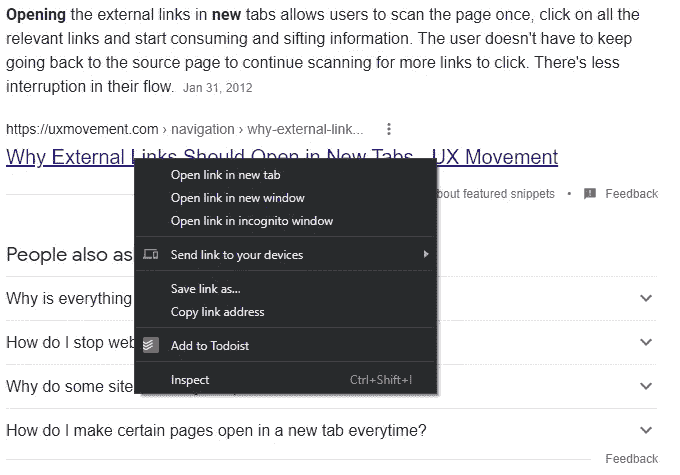 Opening the external links in new tabs allows users to scan the page once, click on all the
relevant links and start consuming and sifting information. The user doesn't have to keep
going back to the source page to continue scanning for more links to click. There's less
interruption in their flow. Jan 31, 2012
https://uxmovement.com › navigation › why-external-link...
Why External Links Should Open in New Tabs - UX Movement
Open link in new tab
Open link in new window
Open link in incognito window
Send link to your devices
Save link as...
Copy link address
Add to Todoist
Inspect Ctrl+Shift+I
bout featured snippets • Feedback
People also as
Why is everything
How do I stop web
Why do some site
How do I make certain pages open in a new tab everytime?
Feedback